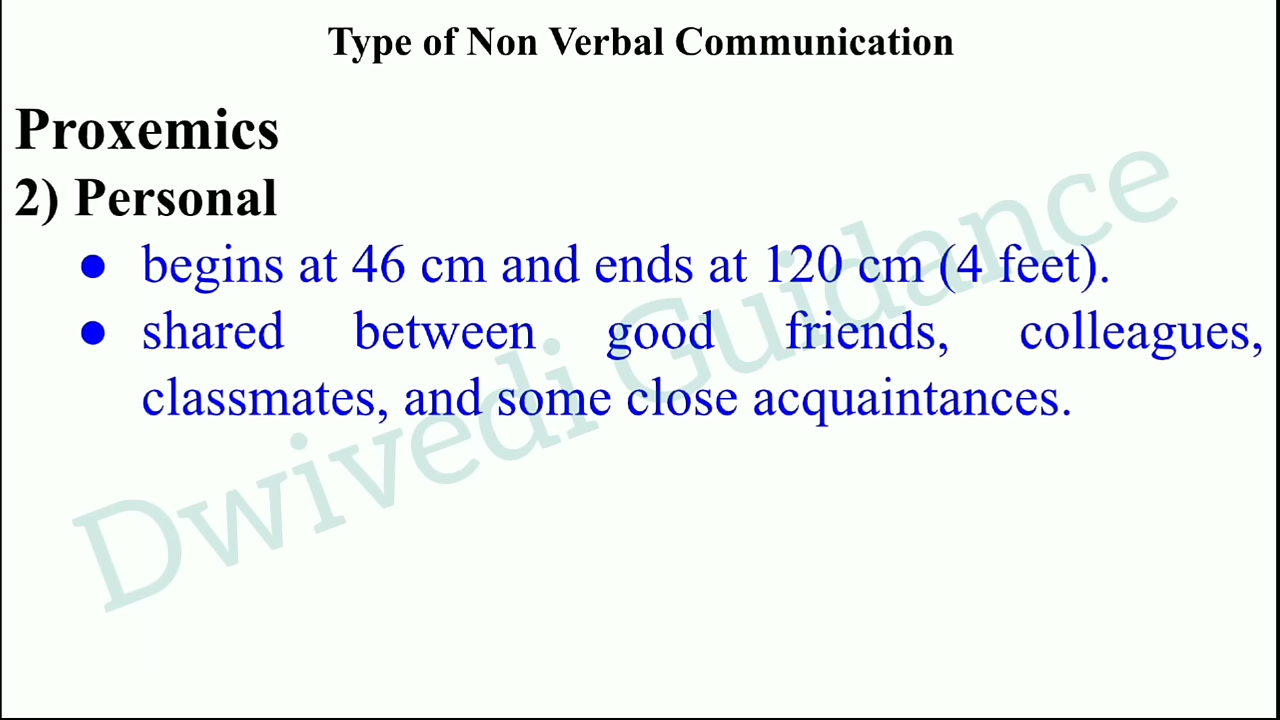 Type of Non Verbal Communication
Proxemics
2) Personal
● begins at 46 cm and ends at 120 cm (4 feet).
● shared between good friends, colleagues,
classmates, and some close acquaintances.
Dwivedi Guidance